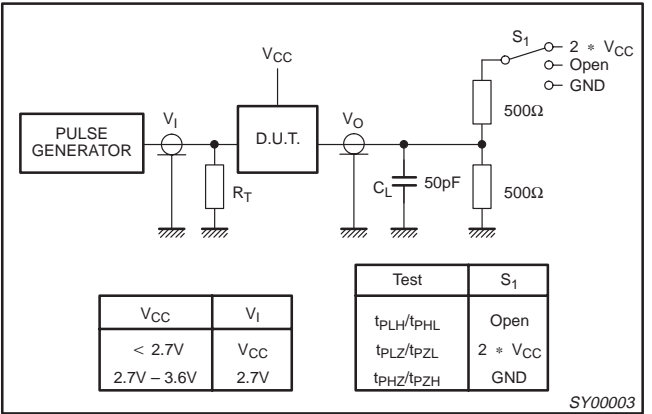 S1
2 * VCC
Open
GND
VCC
500Ω
PULSE
GENERATOR
VI
D.U.T.
VO
RT
CL
50pF
500Ω
VCC VI
< 2.7V VCC
2.7V – 3.6V 2.7V
Test S1
tPLH/tPHL Open
tPLZ/tPZL 2 * VCC
tPHZ/tPZH GND
SY00003